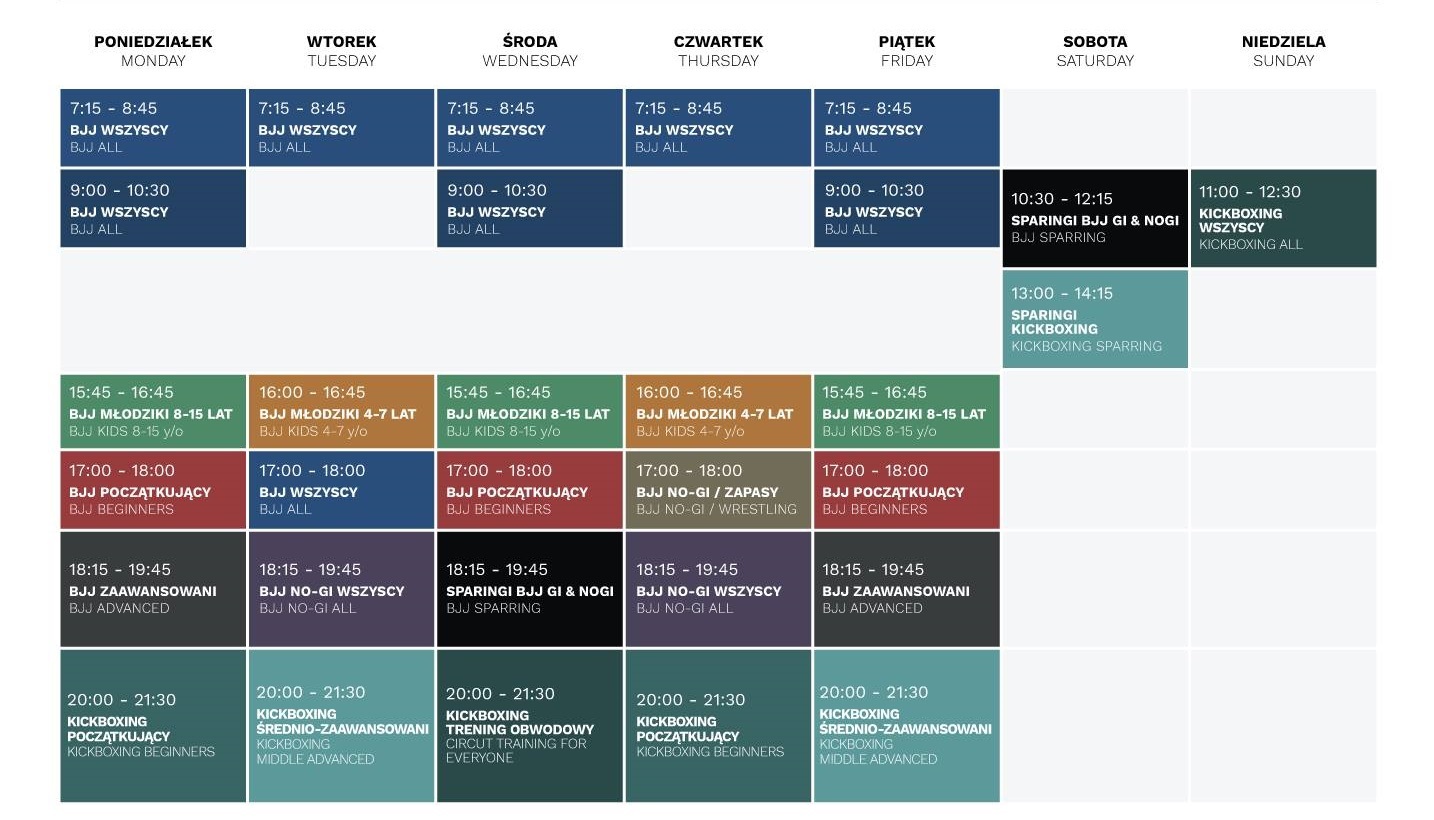 PONIEDZIAŁEK
MONDAY
WTOREK
TUESDAY
ŚRODA
WEDNESDAY
CZWARTEK
THURSDAY
PIĄTEK
FRIDAY
SOBOTA
SATURDAY
NIEDZIELA
SUNDAY
7:15 - 8:45
BJJ WSZYSCY
BJJ ALL
7:15 - 8:45
BJJ WSZYSCY
BJJ ALL
7:15 - 8:45
BJJ WSZYSCY
BJJ ALL
7:15 - 8:45
BJJ WSZYSCY
BJJ ALL
7:15 - 8:45
BJJ WSZYSCY
BJJ ALL
9:00 - 10:30
BJJ WSZYSCY
BJJ ALL
9:00 - 10:30
BJJ WSZYSCY
BJJ ALL
9:00 - 10:30
BJJ WSZYSCY
BJJ ALL
10:30 - 12:15
SPARINGI BJJ GI & NOGI
BJJ SPARRING
11:00 - 12:30
KICKBOXING
WSZYSCY
KICKBOXING ALL
13:00 - 14:15
SPARINGI
KICKBOXING
KICKBOXING SPARRING
15:45 - 16:45
BJJ MŁODZIKI 8-15 LAT
BJJ KIDS 8-15 y/o
16:00 - 16:45
BJJ MŁODZIKI 4-7 LAT
BJJ KIDS 4-7 y/o
15:45 - 16:45
BJJ MŁODZIKI 8-15 LAT
BJJ KIDS 8-15 y/o
16:00 - 16:45
BJJ MŁODZIKI 4-7 LAT
BJJ KIDS 4-7 y/o
15:45 - 16:45
BJJ MŁODZIKI 8-15 LAT
BJJ KIDS 8-15 y/o
17:00 - 18:00
BJJ POCZĄTKUJĄCY
BJJ BEGINNERS
17:00 - 18:00
BJJ WSZYSCY
BJJ ALL
17:00 - 18:00
BJJ POCZĄTKUJĄCY
BJJ BEGINNERS
17:00 - 18:00
BJJ NO-GI / ZAPASY
BJJ NO-GI / WRESTLING
17:00 - 18:00
BJJ POCZĄTKUJĄCY
BJJ BEGINNERS
18:15 - 19:45
BJJ ZAAWANSOWANI
BJJ ADVANCED
18:15 - 19:45
BJJ NO-GI WSZYSCY
BJJ NO-GI ALL
18:15 - 19:45
SPARINGI BJJ GI & NOGI
BJJ SPARRING
18:15 - 19:45
BJJ NO-GI WSZYSCY
BJJ NO-GI ALL
18:15 - 19:45
BJJ ZAAWANSOWANI
BJJ ADVANCED
20:00 - 21:30
KICKBOXING
POCZĄTKUJĄCY
KICKBOXING BEGINNERS
20:00 - 21:30
KICKBOXING
ŚREDNIO-ZAAWANSOWANI
KICKBOXING
MIDDLE ADVANCED
20:00 - 21:30
KICKBOXING
TRENING OBWODOWY
CIRCUT TRAINING FOR
EVERYONE
20:00 - 21:30
KICKBOXING
POCZĄTKUJĄCY
KICKBOXING BEGINNERS
20:00 - 21:30
KICKBOXING
ŚREDNIO-ZAAWANSOWANI
KICKBOXING
MIDDLE ADVANCED